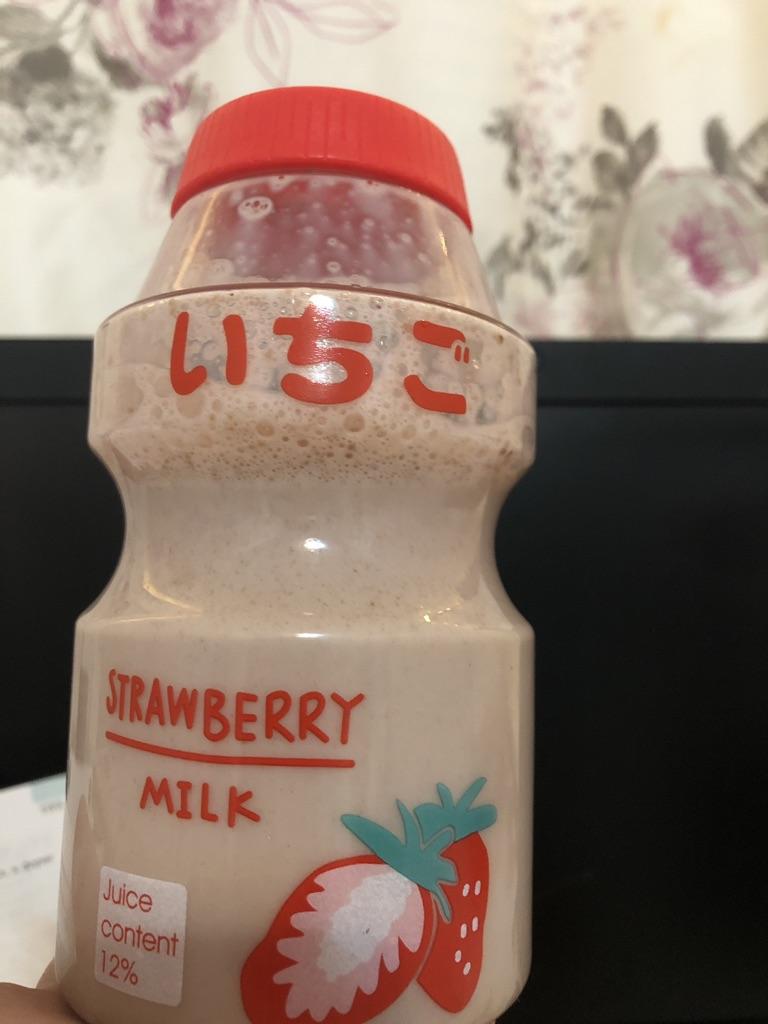 いちご
STRAWBERRY
MILK
Juice
content
12%